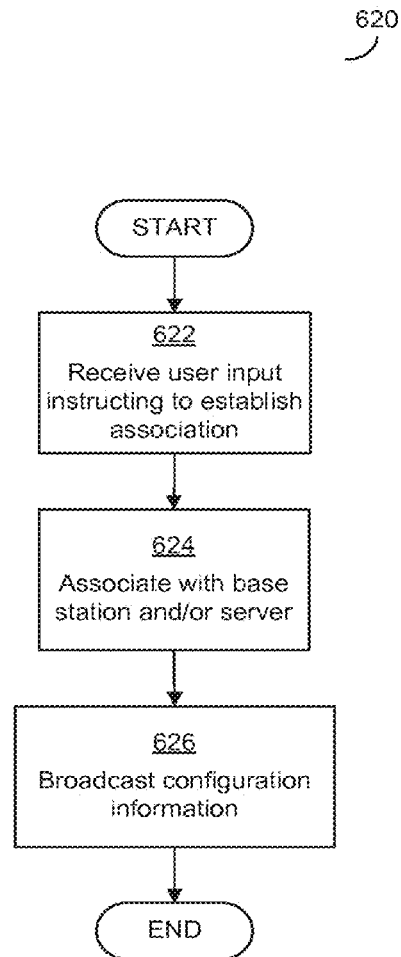 620
START
622
Receive user input
instructing to establish
association
624
Associate with base
station and/or server
626
Broadcast configuration
information
END